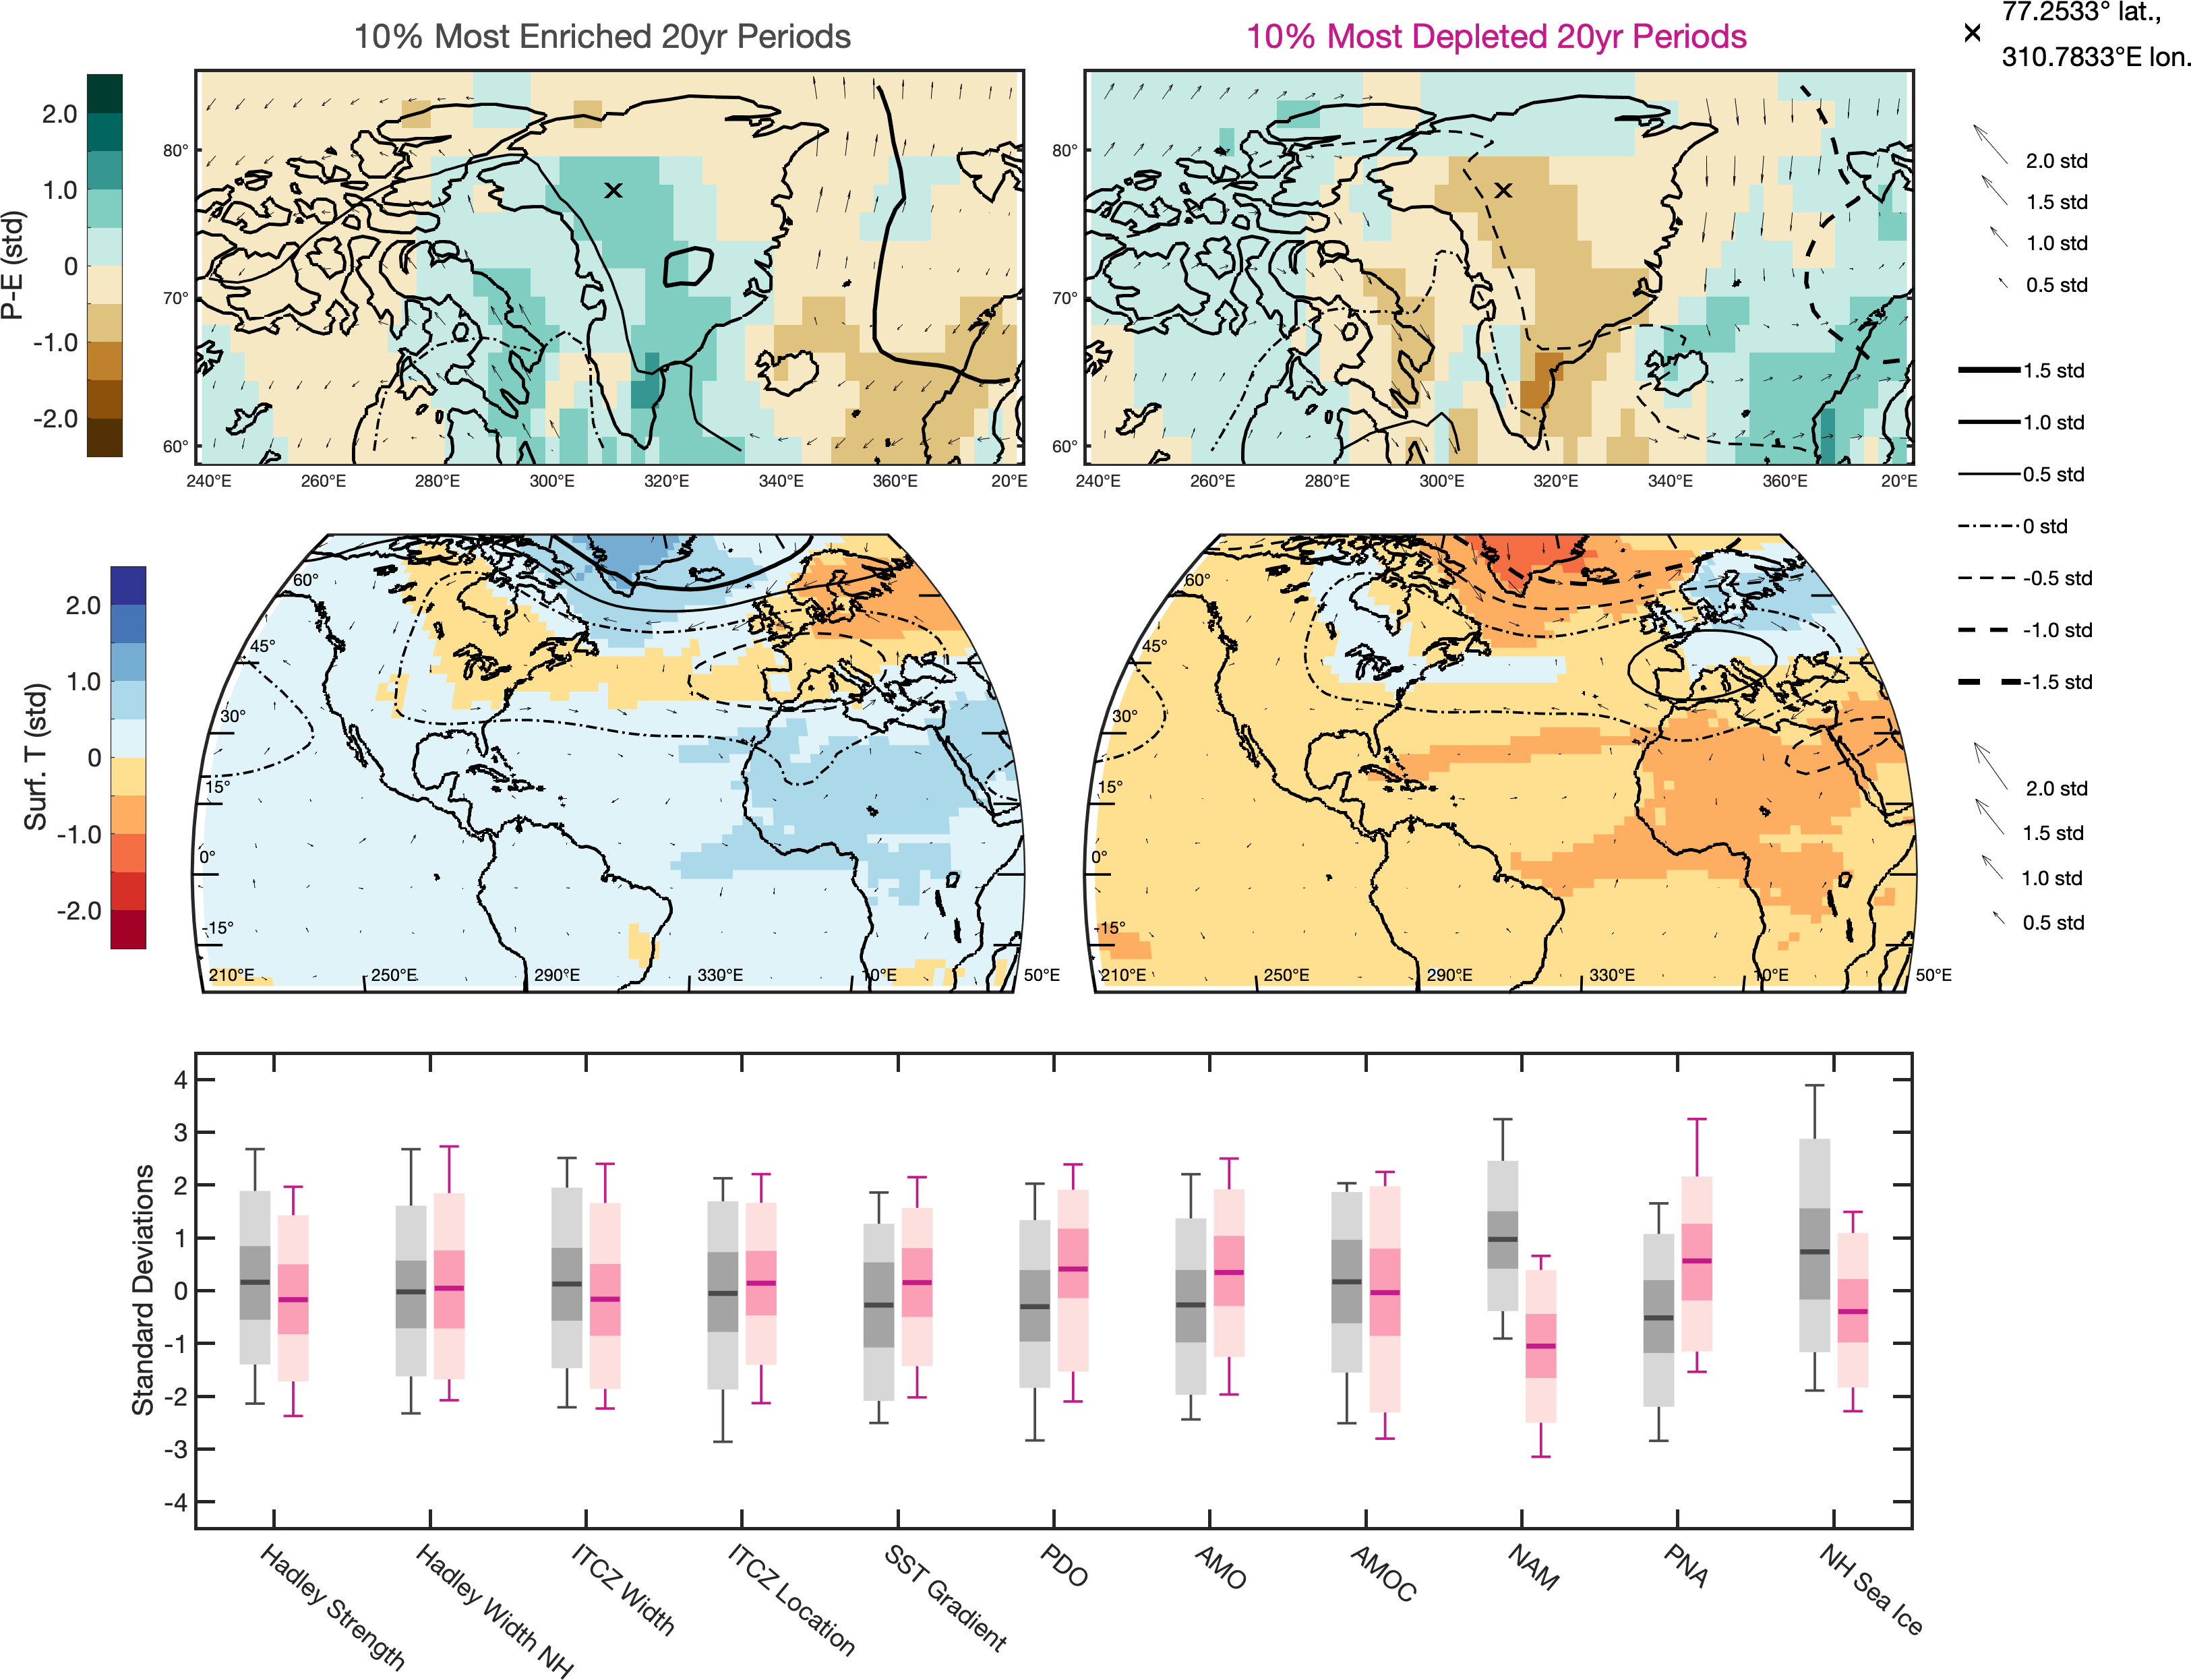 10% Most Enriched 20yr Periods
10% Most Depleted 20yr Periods
77.2533° lat.,
310.7833°E lon.
P-E (std)
2.0
1.0
0
-1.0
-2.0
80°
70°
60°
240°E 260°E 280°E 300°E 320°E 340°E 360°E 20°E
80°
70°
60°
240°E 260°E 280°E 300°E 320°E 340°E 360°E 20°E
2.0 std
1.5 std
1.0 std
0.5 std
1.5 std
1.0 std
0.5 std
0 std
-0.5 std
-1.0 std
-1.5 std
2.0 std
1.5 std
1.0 std
0.5 std
Surf. T (std)
2.0
1.0
0
-1.0
-2.0
60°
45°
30°
15°
0°
-15°
210°E 250°E 290°E 330°E 10°E 50°E
60°
45°
30°
15°
0°
-15°
210°E 250°E 290°E 330°E 10°E 50°E
Standard Deviations
4
3
2
1
0
-1
-2
-3
-4
Hadley Strength
Hadley Width NH
ITCZ Width
ITCZ Location
SST Gradient
PDO
AMO
AMOC
NAM
PNA
NH Sea Ice